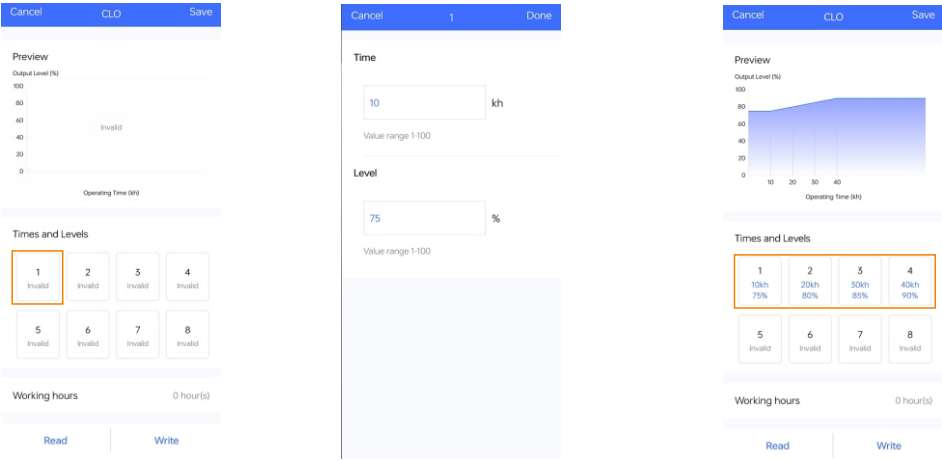 Cancel CLO Save
Preview
Output Level (%)
100
80
60
40
20
0
Invalid
Operating Time (kh)
Times and Levels
1 2 3 4
Invalid Invalid Invalid Invalid
5 6 7 8
Invalid Invalid Invalid Invalid
Working hours 0 hour(s)
Read Write
Cancel 1 Done
Time
10 kh
Value range 1-100
Level
75 %
Value range 1-100
Cancel CLO Save
Preview
Output Level (%)
100
80
60
40
20
0
10 20 30 40
Operating Time (kh)
Times and Levels
1 2 3 4
10kh 20kh 30kh 40kh
75% 80% 85% 90%
5 6 7 8
Invalid Invalid Invalid Invalid
Working hours 0 hour(s)
Read Write